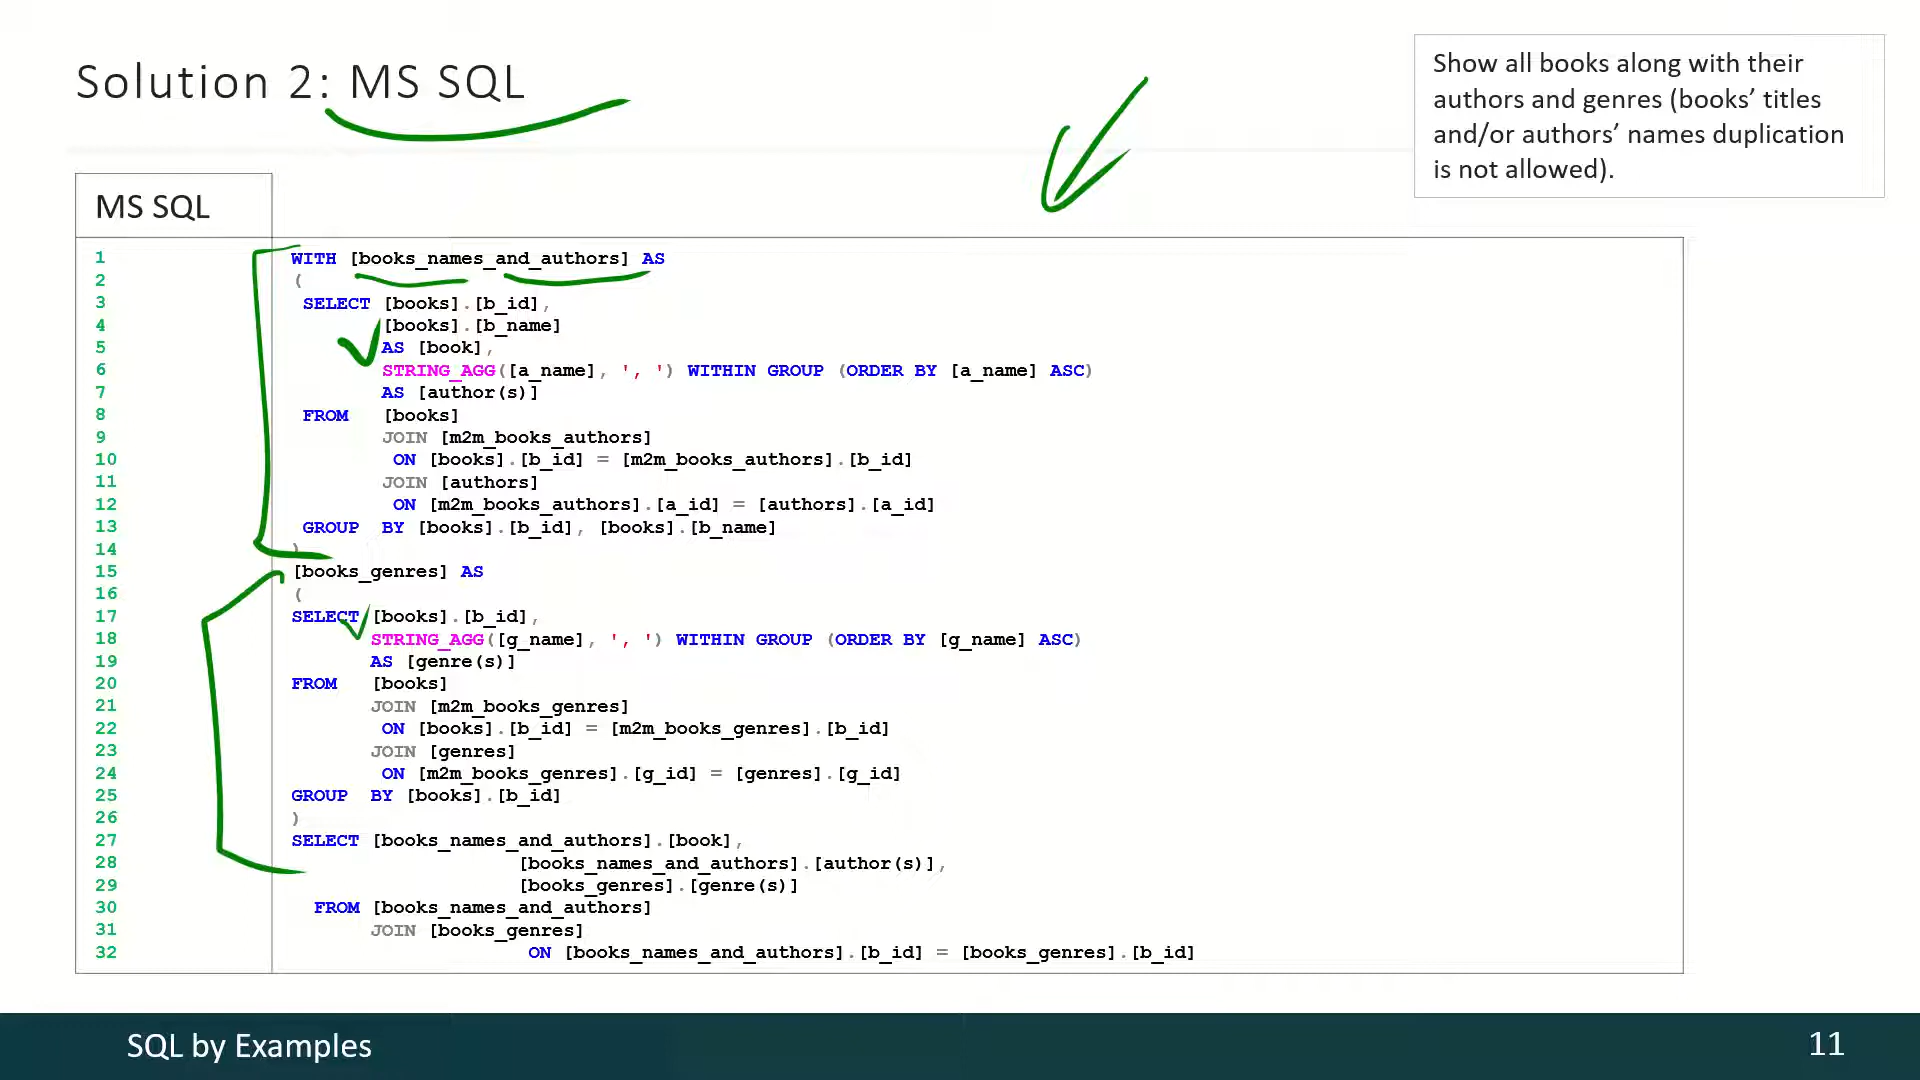 Solution 2: MS SQL
Show all books along with their
authors and genres (books’ titles
and/or authors’ names duplication
is not allowed).
MS SQL
1 WITH [books_names_and_authors] AS
2 (
3 SELECT [books].[b_id],
4 [books].[b_name]
5 AS [book],
6 STRING_AGG([a_name], ', ') WITHIN GROUP (ORDER BY [a_name] ASC)
7 AS [author(s)]
8 FROM [books]
9 JOIN [m2m_books_authors]
10 ON [books].[b_id] = [m2m_books_authors].[b_id]
11 JOIN [authors]
12 ON [m2m_books_authors].[a_id] = [authors].[a_id]
13 GROUP BY [books].[b_id], [books].[b_name]
14 )
15 [books_genres] AS
16 (
17 SELECT [books].[b_id],
18 STRING_AGG([g_name], ', ') WITHIN GROUP (ORDER BY [g_name] ASC)
19 AS [genre(s)]
20 FROM [books]
21 JOIN [m2m_books_genres]
22 ON [books].[b_id] = [m2m_books_genres].[b_id]
23 JOIN [genres]
24 ON [m2m_books_genres].[g_id] = [genres].[g_id]
25 GROUP BY [books].[b_id]
26 )
27 SELECT [books_names_and_authors].[book],
28 [books_names_and_authors].[author(s)],
29 [books_genres].[genre(s)]
30 FROM [books_names_and_authors]
31 JOIN [books_genres]
32 ON [books_names_and_authors].[b_id] = [books_genres].[b_id]
SQL by Examples
11